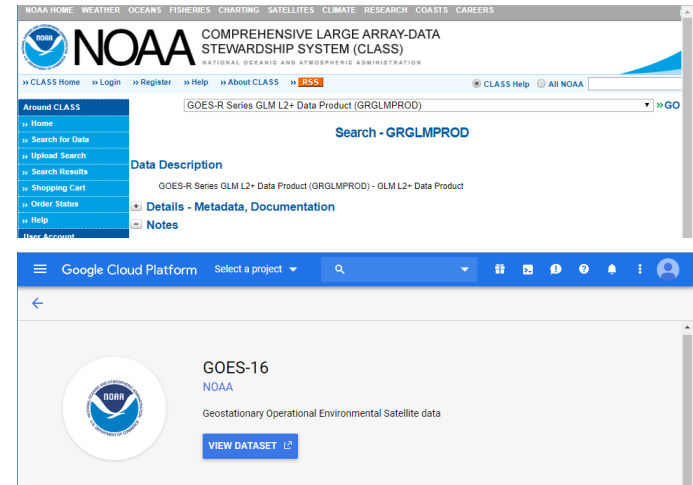 NOAA HOME WEATHER OCEANS FISHERIES CHARTING SATELLITES CLIMATE RESEARCH COASTS CAREERS
NOAA
NOAA
COMPREHENSIVE LARGE ARRAY-DATA
STEWARDSHIP SYSTEM (CLASS)
NATIONAL OCEANIC AND ATMOSPHERIC ADMINISTRATION
»CLASS Home »Login »Register »Help »About CLASS »RSS CLASS Help All NOAA
Around CLASS
GOES-R Series GLM L2+ Data Product (GRGLMPROD) »GO
» Home
» Search for Data
» Upload Search
» Search Results
» Shopping Cart
» Order Status
» Help
User Account
Search - GRGLMPROD
Data Description
GOES-R Series GLM L2+ Data Product (GRGLMPROD) - GLM L2+ Data Product
+ Details - Metadata, Documentation
- Notes
Google Cloud Platform Select a project
GOES-16
NOAA
NOAA
Geostationary Operational Environmental Satellite data
VIEW DATASET